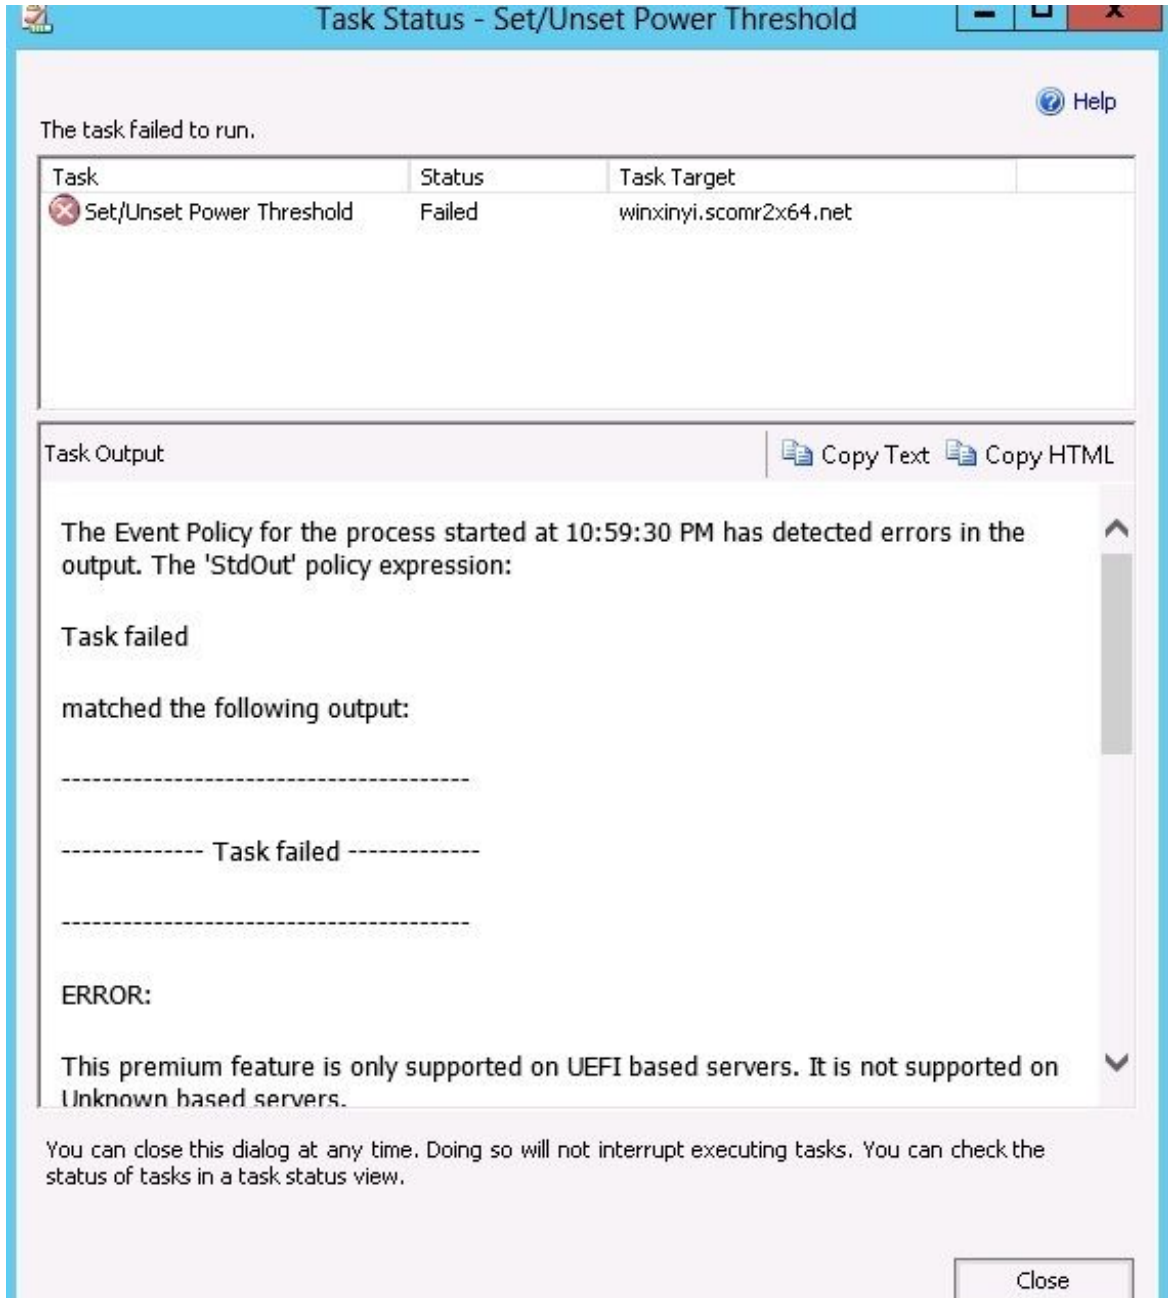 Task Status - Set/Unset Power Threshold
Help
The task failed to run.
Task Status Task Target
Set/Unset Power Threshold Failed winxinyi.scomr2x64.net
Task Output Copy Text Copy HTML
The Event Policy for the process started at 10:59:30 PM has detected errors in the
output. The 'StdOut' policy expression:
Task failed
matched the following output:
----------------------------------------
-------------- Task failed -------------
----------------------------------------
ERROR:
This premium feature is only supported on UEFI based servers. It is not supported on
Unknown based servers.
You can close this dialog at any time. Doing so will not interrupt executing tasks. You can check the
status of tasks in a task status view.
Close